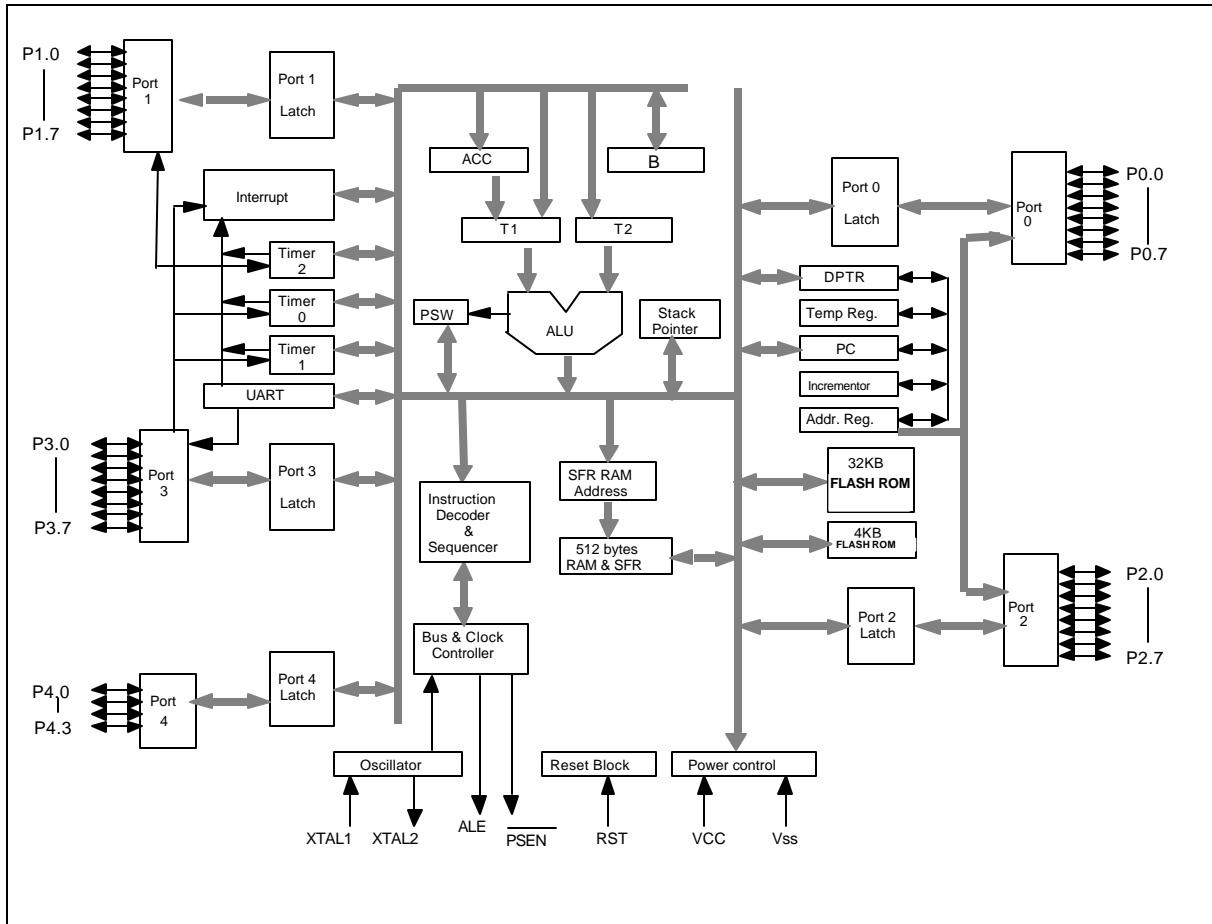 P1.0
P1.7
Port
1
Port 1
Latch
ACC
B
Interrupt
T1
T2
Timer
2
Timer
0
Timer
1
UART
PSW
ALU
Stack
Pointer
Port 0
Latch
Port
0
P0.0
P0.7
DPTR
Temp Reg.
PC
Incrementor
Addr. Reg.
P3.0
P3.7
Port
3
Port 3
Latch
Instruction
Decoder
&
Sequencer
SFR RAM
Address
512 bytes
RAM & SFR
32KB
FLASH ROM
4KB
FLASH ROM
Port 2
Latch
Port
2
P2.0
P2.7
Bus & Clock
Controller
P4.0
P4.3
Port
4
Port 4
Latch
Oscillator
Reset Block
Power control
XTAL1
XTAL2
ALE
PSEN
RST
VCC
Vss